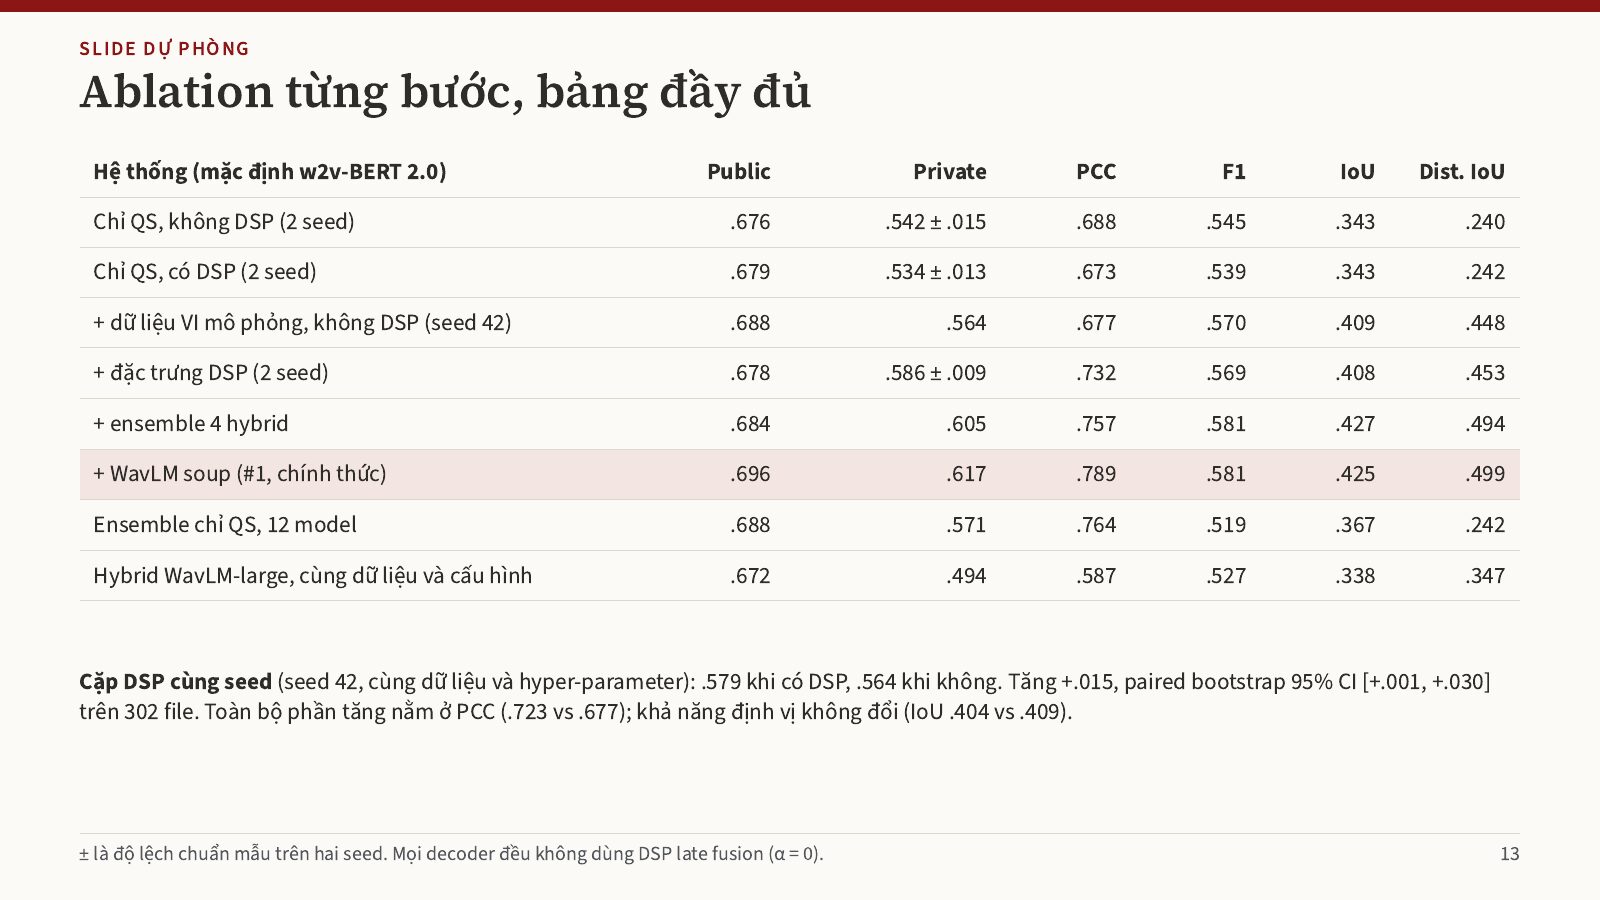 SLIDE DỰ PHÒNG
Ablation từng bước, bảng đầy đủ
Hệ thống (mặc định w2v-BERT 2.0) Public Private PCC F1 IoU Dist. IoU
Chỉ QS, không DSP (2 seed) .676 .542 ± .015 .688 .545 .343 .240
Chỉ QS, có DSP (2 seed) .679 .534 ± .013 .673 .539 .343 .242
+ dữ liệu VI mô phỏng, không DSP (seed 42) .688 .564 .677 .570 .409 .448
+ đặc trưng DSP (2 seed) .678 .586 ± .009 .732 .569 .408 .453
+ ensemble 4 hybrid .684 .605 .757 .581 .427 .494
+ WavLM soup (#1, chính thức) .696 .617 .789 .581 .425 .499
Ensemble chỉ QS, 12 model .688 .571 .764 .519 .367 .242
Hybrid WavLM-large, cùng dữ liệu và cấu hình .672 .494 .587 .527 .338 .347
Cặp DSP cùng seed (seed 42, cùng dữ liệu và hyper-parameter): .579 khi có DSP, .564 khi không. Tăng +.015, paired bootstrap 95% CI [+.001, +.030]
trên 302 file. Toàn bộ phần tăng nằm ở PCC (.723 vs .677); khả năng định vị không đổi (IoU .404 vs .409).
± là độ lệch chuẩn mẫu trên hai seed. Mọi decoder đều không dùng DSP late fusion (α = 0).
13